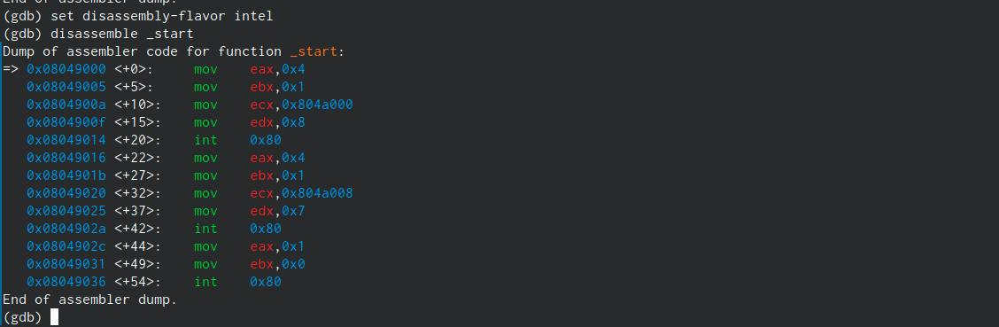 End of assembler dump.
(gdb) set disassembly-flavor intel
(gdb) disassemble _start
Dump of assembler code for function _start:
=> 0x08049000 <+0>:     mov    eax,0x4
   0x08049005 <+5>:     mov    ebx,0x1
   0x0804900a <+10>:    mov    ecx,0x804a000
   0x0804900f <+15>:    mov    edx,0x8
   0x08049014 <+20>:    int    0x80
   0x08049016 <+22>:    mov    eax,0x4
   0x0804901b <+27>:    mov    ebx,0x1
   0x08049020 <+32>:    mov    ecx,0x804a008
   0x08049025 <+37>:    mov    edx,0x7
   0x0804902a <+42>:    int    0x80
   0x0804902c <+44>:    mov    eax,0x1
   0x08049031 <+49>:    mov    ebx,0x0
   0x08049036 <+54>:    int    0x80
End of assembler dump.
(gdb)